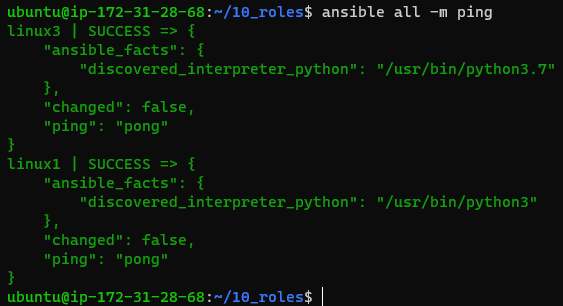 ubuntu@ip-172-31-28-68:~/10_roles$ ansible all -m ping
linux3 | SUCCESS => {
    "ansible_facts": {
        "discovered_interpreter_python": "/usr/bin/python3.7"
    },
    "changed": false,
    "ping": "pong"
}
linux1 | SUCCESS => {
    "ansible_facts": {
        "discovered_interpreter_python": "/usr/bin/python3"
    },
    "changed": false,
    "ping": "pong"
}
ubuntu@ip-172-31-28-68:~/10_roles$